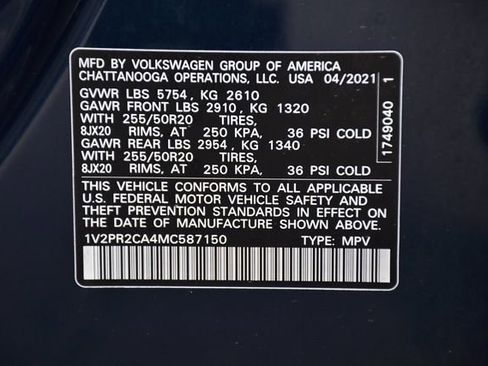 MFD BY VOLKSWAGEN GROUP OF AMERICA
CHATTANOOGA OPERATIONS, LLC. USA 04/2021
GVWR LBS 5754 , KG 2610
GAWR FRONT LBS 2910 , KG 1320
WITH 255/50R20 TIRES,
8JX20 RIMS, AT 250 KPA, 36 PSI COLD
GAWR REAR LBS 2954 , KG 1340
WITH 255/50R20 TIRES,
8JX20 RIMS, AT 250 KPA, 36 PSI COLD
THIS VEHICLE CONFORMS TO ALL APPLICABLE
U.S. FEDERAL MOTOR VEHICLE SAFETY AND
THEFT PREVENTION STANDARDS IN EFFECT ON THE
DATE OF MANUFACTURE SHOWN ABOVE.
1V2PR2CA4MC587150 TYPE: MPV
1749040 1